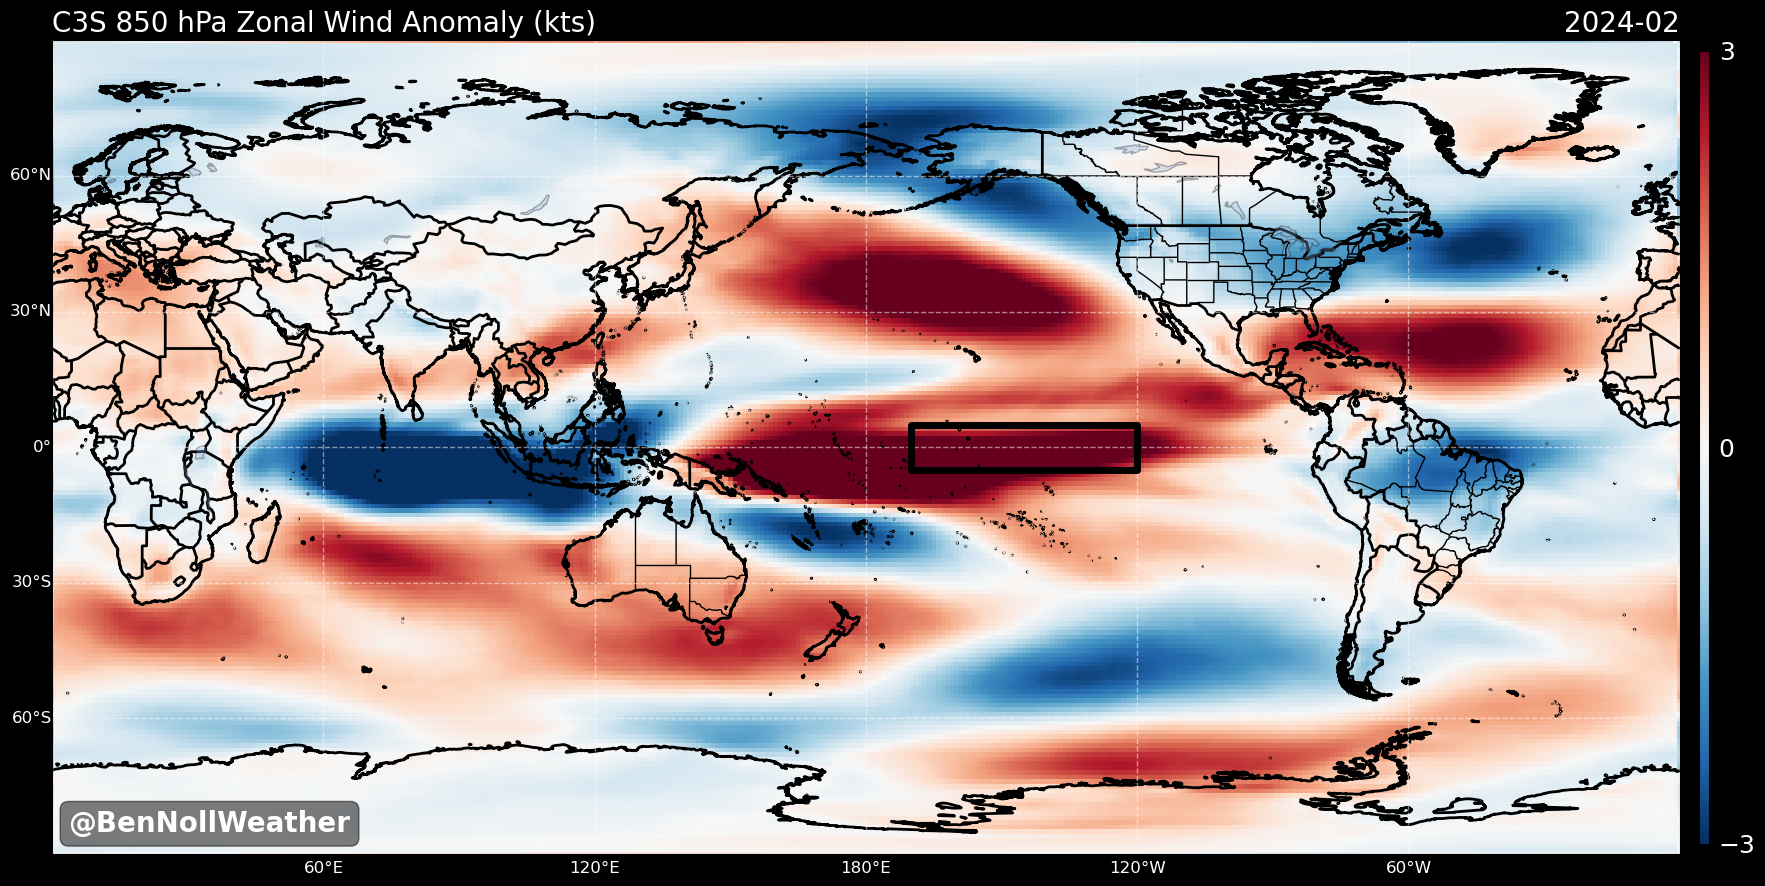 C3S 850 hPa Zonal Wind Anomaly (kts) 2024-02
3
60°N
30°N
0° 0
30°S
60°S
@BenNollWeather
−3
60°E 120°E 180°E 120°W 60°W